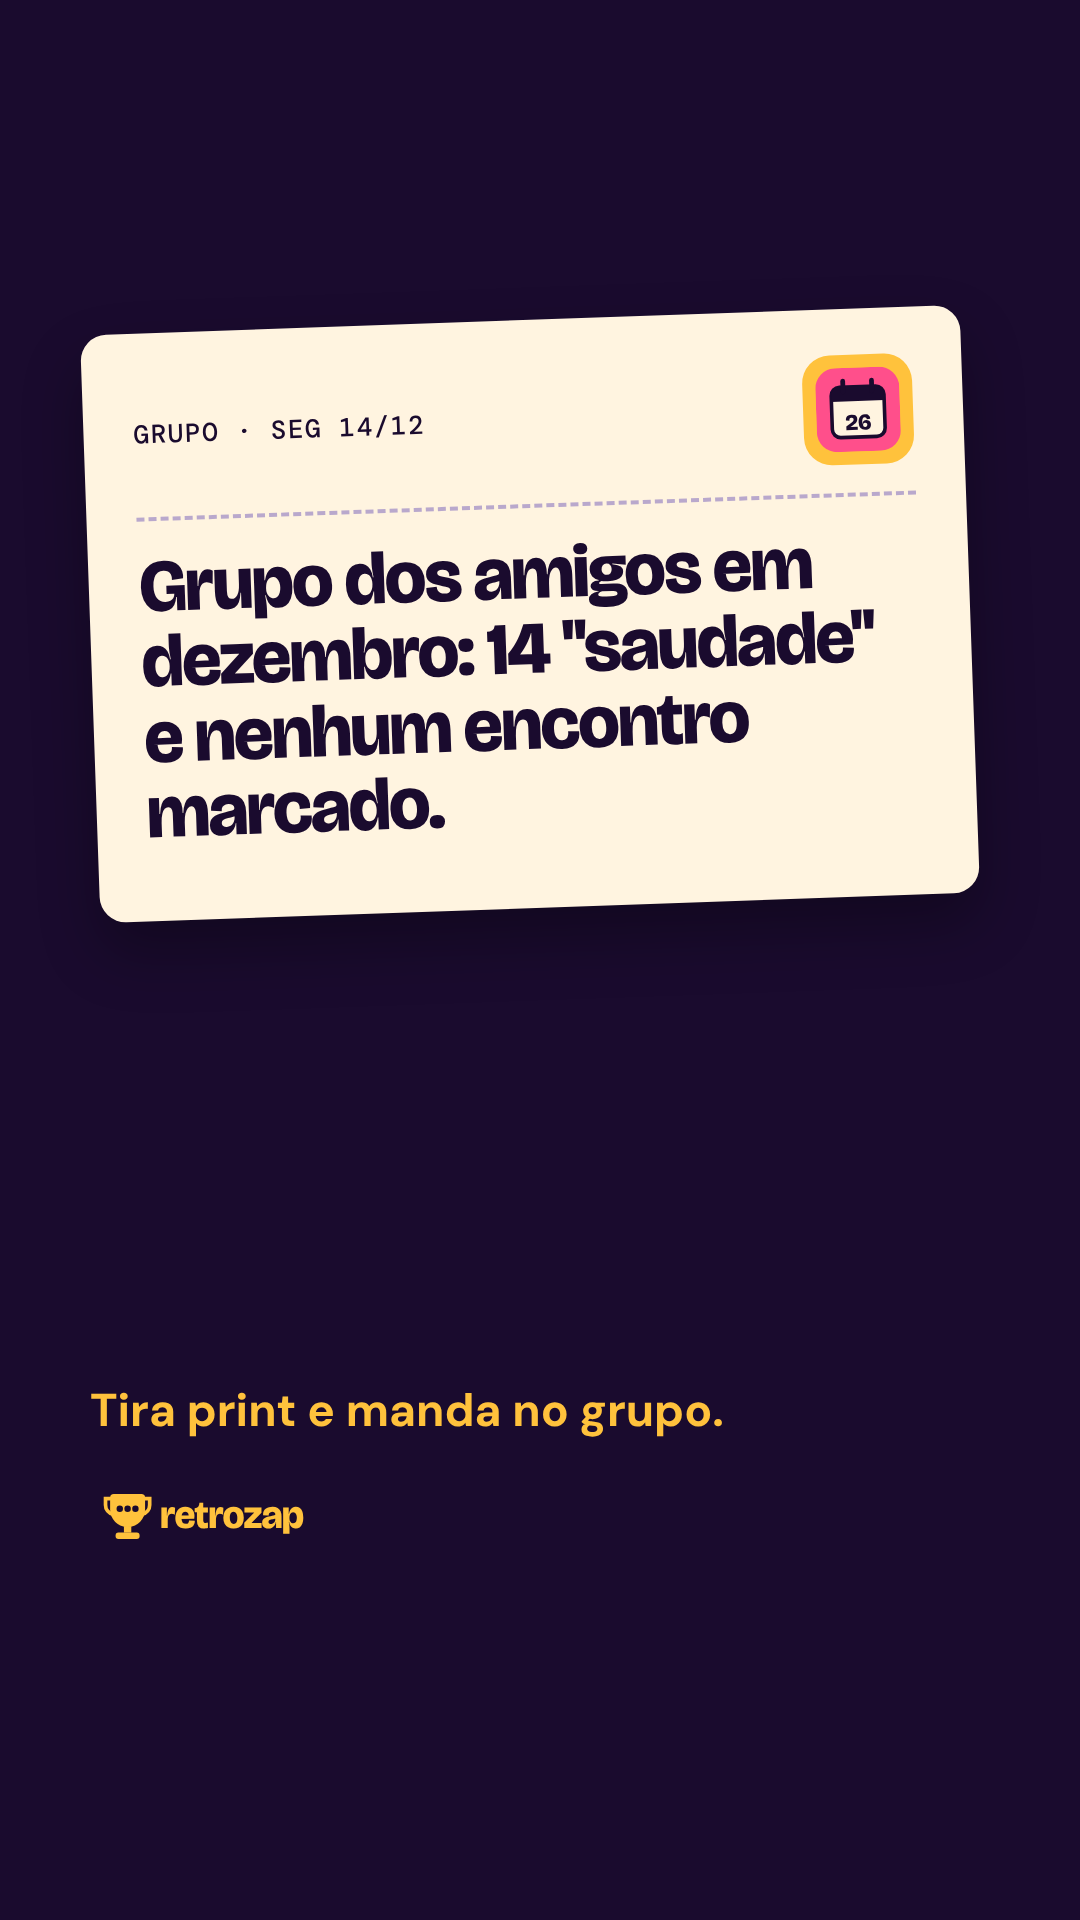 GRUPO · SEG 14/12
26
Grupo dos amigos em
dezembro: 14 "saudade"
e nenhum encontro
marcado.
Tira print e manda no grupo.
retrozap